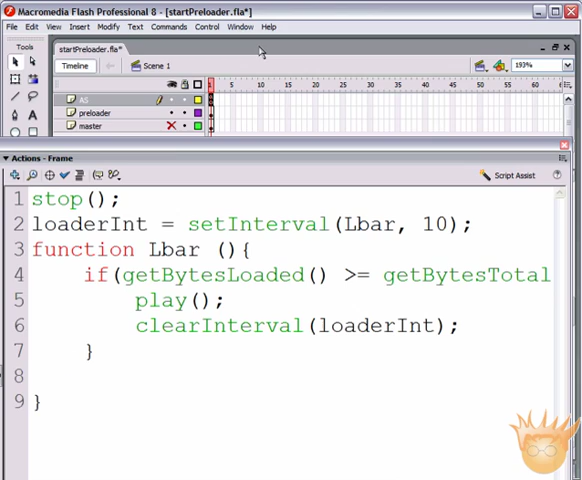 Macromedia Flash Professional 8 - [startPreloader.fla*]
File Edit View Insert Modify Text Commands Control Window Help
Tools
startPreloader.fla*
Timeline
Scene 1
193%
1 5 10 15 20 25 30 35 40 45 50 55 60 65
AS
preloader
master
Actions - Frame
Script Assist
1 stop();
2 loaderInt = setInterval(Lbar, 10);
3 function Lbar (){
4 if(getBytesLoaded() >= getBytesTotal
5 play();
6 clearInterval(loaderInt);
7 }
8
9 }